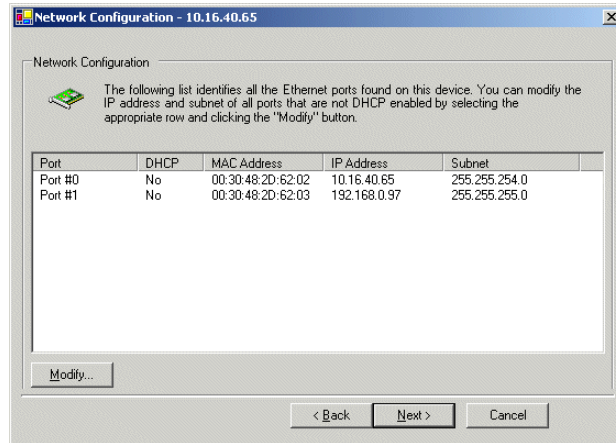 Network Configuration - 10.16.40.65
Network Configuration
The following list identifies all the Ethernet ports found on this device. You can modify the
IP address and subnet of all ports that are not DHCP enabled by selecting the
appropriate row and clicking the "Modify" button.
Port DHCP MAC Address IP Address Subnet
Port #0 No 00:30:48:2D:62:02 10.16.40.65 255.255.254.0
Port #1 No 00:30:48:2D:62:03 192.168.0.97 255.255.255.0
Modify...
< Back Next > Cancel